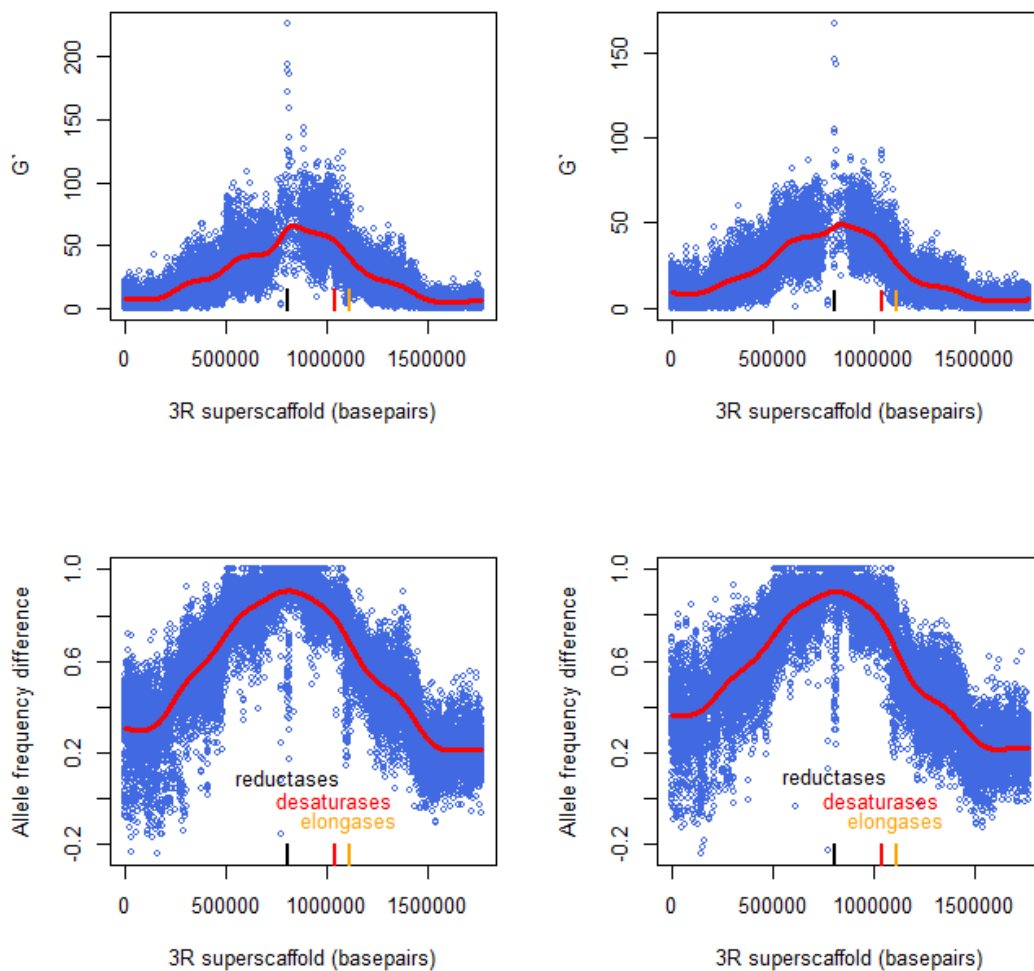 200
150
100
50
0
G`
0 500000 1000000 1500000
3R superscaffold (basepairs)
150
100
50
0
G`
0 500000 1000000 1500000
3R superscaffold (basepairs)
1.0
0.6
0.2
-0.2
Allele frequency difference
reductases
desaturases
elongases
0 500000 1000000 1500000
3R superscaffold (basepairs)
1.0
0.6
0.2
-0.2
Allele frequency difference
reductases
desaturases
elongases
0 500000 1000000 1500000
3R superscaffold (basepairs)